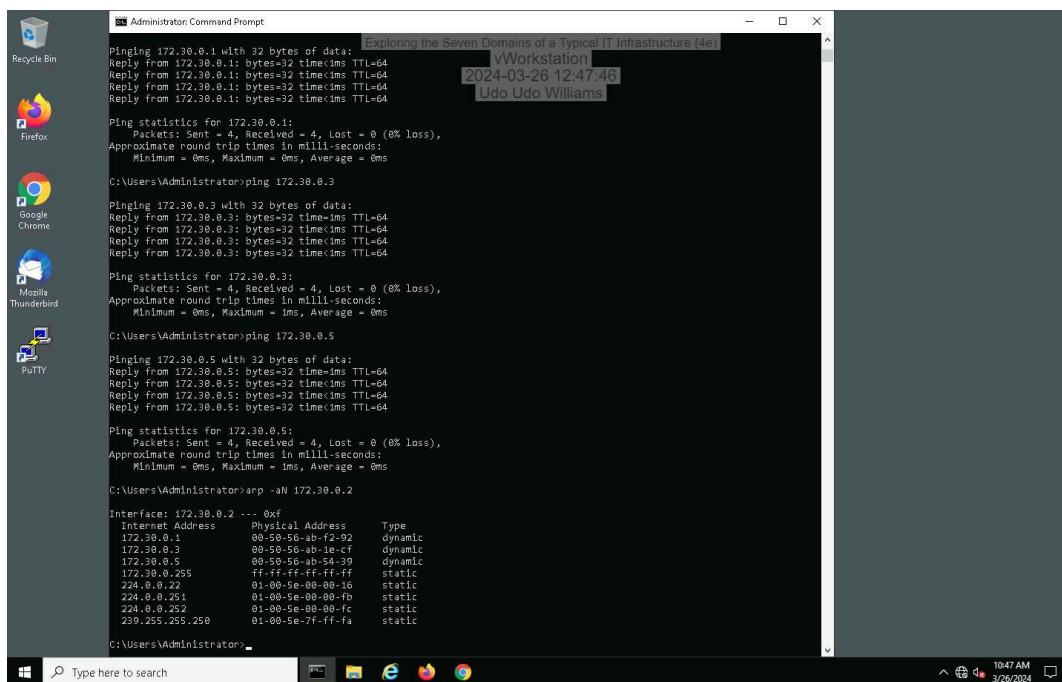 Administrator: Command Prompt
Exploring the Seven Domains of a Typical IT Infrastructure (4e)
vWorkstation
2024-03-26 12:47:46
Udo Udo Williams
Recycle Bin
Firefox
Google
Chrome
Mozilla
Thunderbird
PuTTY
Pinging 172.30.0.1 with 32 bytes of data:
Reply from 172.30.0.1: bytes=32 time<1ms TTL=64
Reply from 172.30.0.1: bytes=32 time<1ms TTL=64
Reply from 172.30.0.1: bytes=32 time<1ms TTL=64
Reply from 172.30.0.1: bytes=32 time<1ms TTL=64
Ping statistics for 172.30.0.1:
Packets: Sent = 4, Received = 4, Lost = 0 (0% loss),
Approximate round trip times in milli-seconds:
Minimum = 0ms, Maximum = 0ms, Average = 0ms
C:\Users\Administrator>ping 172.30.0.3
Pinging 172.30.0.3 with 32 bytes of data:
Reply from 172.30.0.3: bytes=32 time=1ms TTL=64
Reply from 172.30.0.3: bytes=32 time<1ms TTL=64
Reply from 172.30.0.3: bytes=32 time<1ms TTL=64
Reply from 172.30.0.3: bytes=32 time<1ms TTL=64
Ping statistics for 172.30.0.3:
Packets: Sent = 4, Received = 4, Lost = 0 (0% loss),
Approximate round trip times in milli-seconds:
Minimum = 0ms, Maximum = 1ms, Average = 0ms
C:\Users\Administrator>ping 172.30.0.5
Pinging 172.30.0.5 with 32 bytes of data:
Reply from 172.30.0.5: bytes=32 time=1ms TTL=64
Reply from 172.30.0.5: bytes=32 time<1ms TTL=64
Reply from 172.30.0.5: bytes=32 time<1ms TTL=64
Reply from 172.30.0.5: bytes=32 time<1ms TTL=64
Ping statistics for 172.30.0.5:
Packets: Sent = 4, Received = 4, Lost = 0 (0% loss),
Approximate round trip times in milli-seconds:
Minimum = 0ms, Maximum = 1ms, Average = 0ms
C:\Users\Administrator>arp -aN 172.30.0.2
Interface: 172.30.0.2 --- 0xf
Internet Address Physical Address Type
172.30.0.1 00-50-56-ab-f2-92 dynamic
172.30.0.3 00-50-56-ab-1e-cf dynamic
172.30.0.5 00-50-56-ab-54-39 dynamic
172.30.0.255 ff-ff-ff-ff-ff-ff static
224.0.0.22 01-00-5e-00-00-16 static
224.0.0.251 01-00-5e-00-00-fb static
224.0.0.252 01-00-5e-00-00-fc static
239.255.255.250 01-00-5e-7f-ff-fa static
C:\Users\Administrator>
Type here to search
10:47 AM
3/26/2024